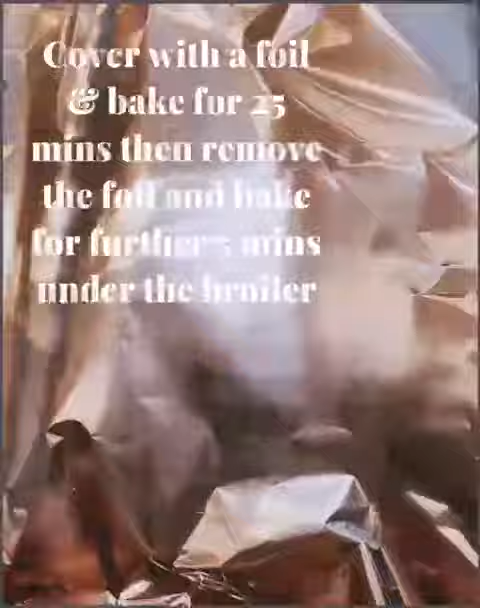 Cover with a foil
& bake for 25
mins then remove
the foil and bake
for further 5 mins
under the broiler